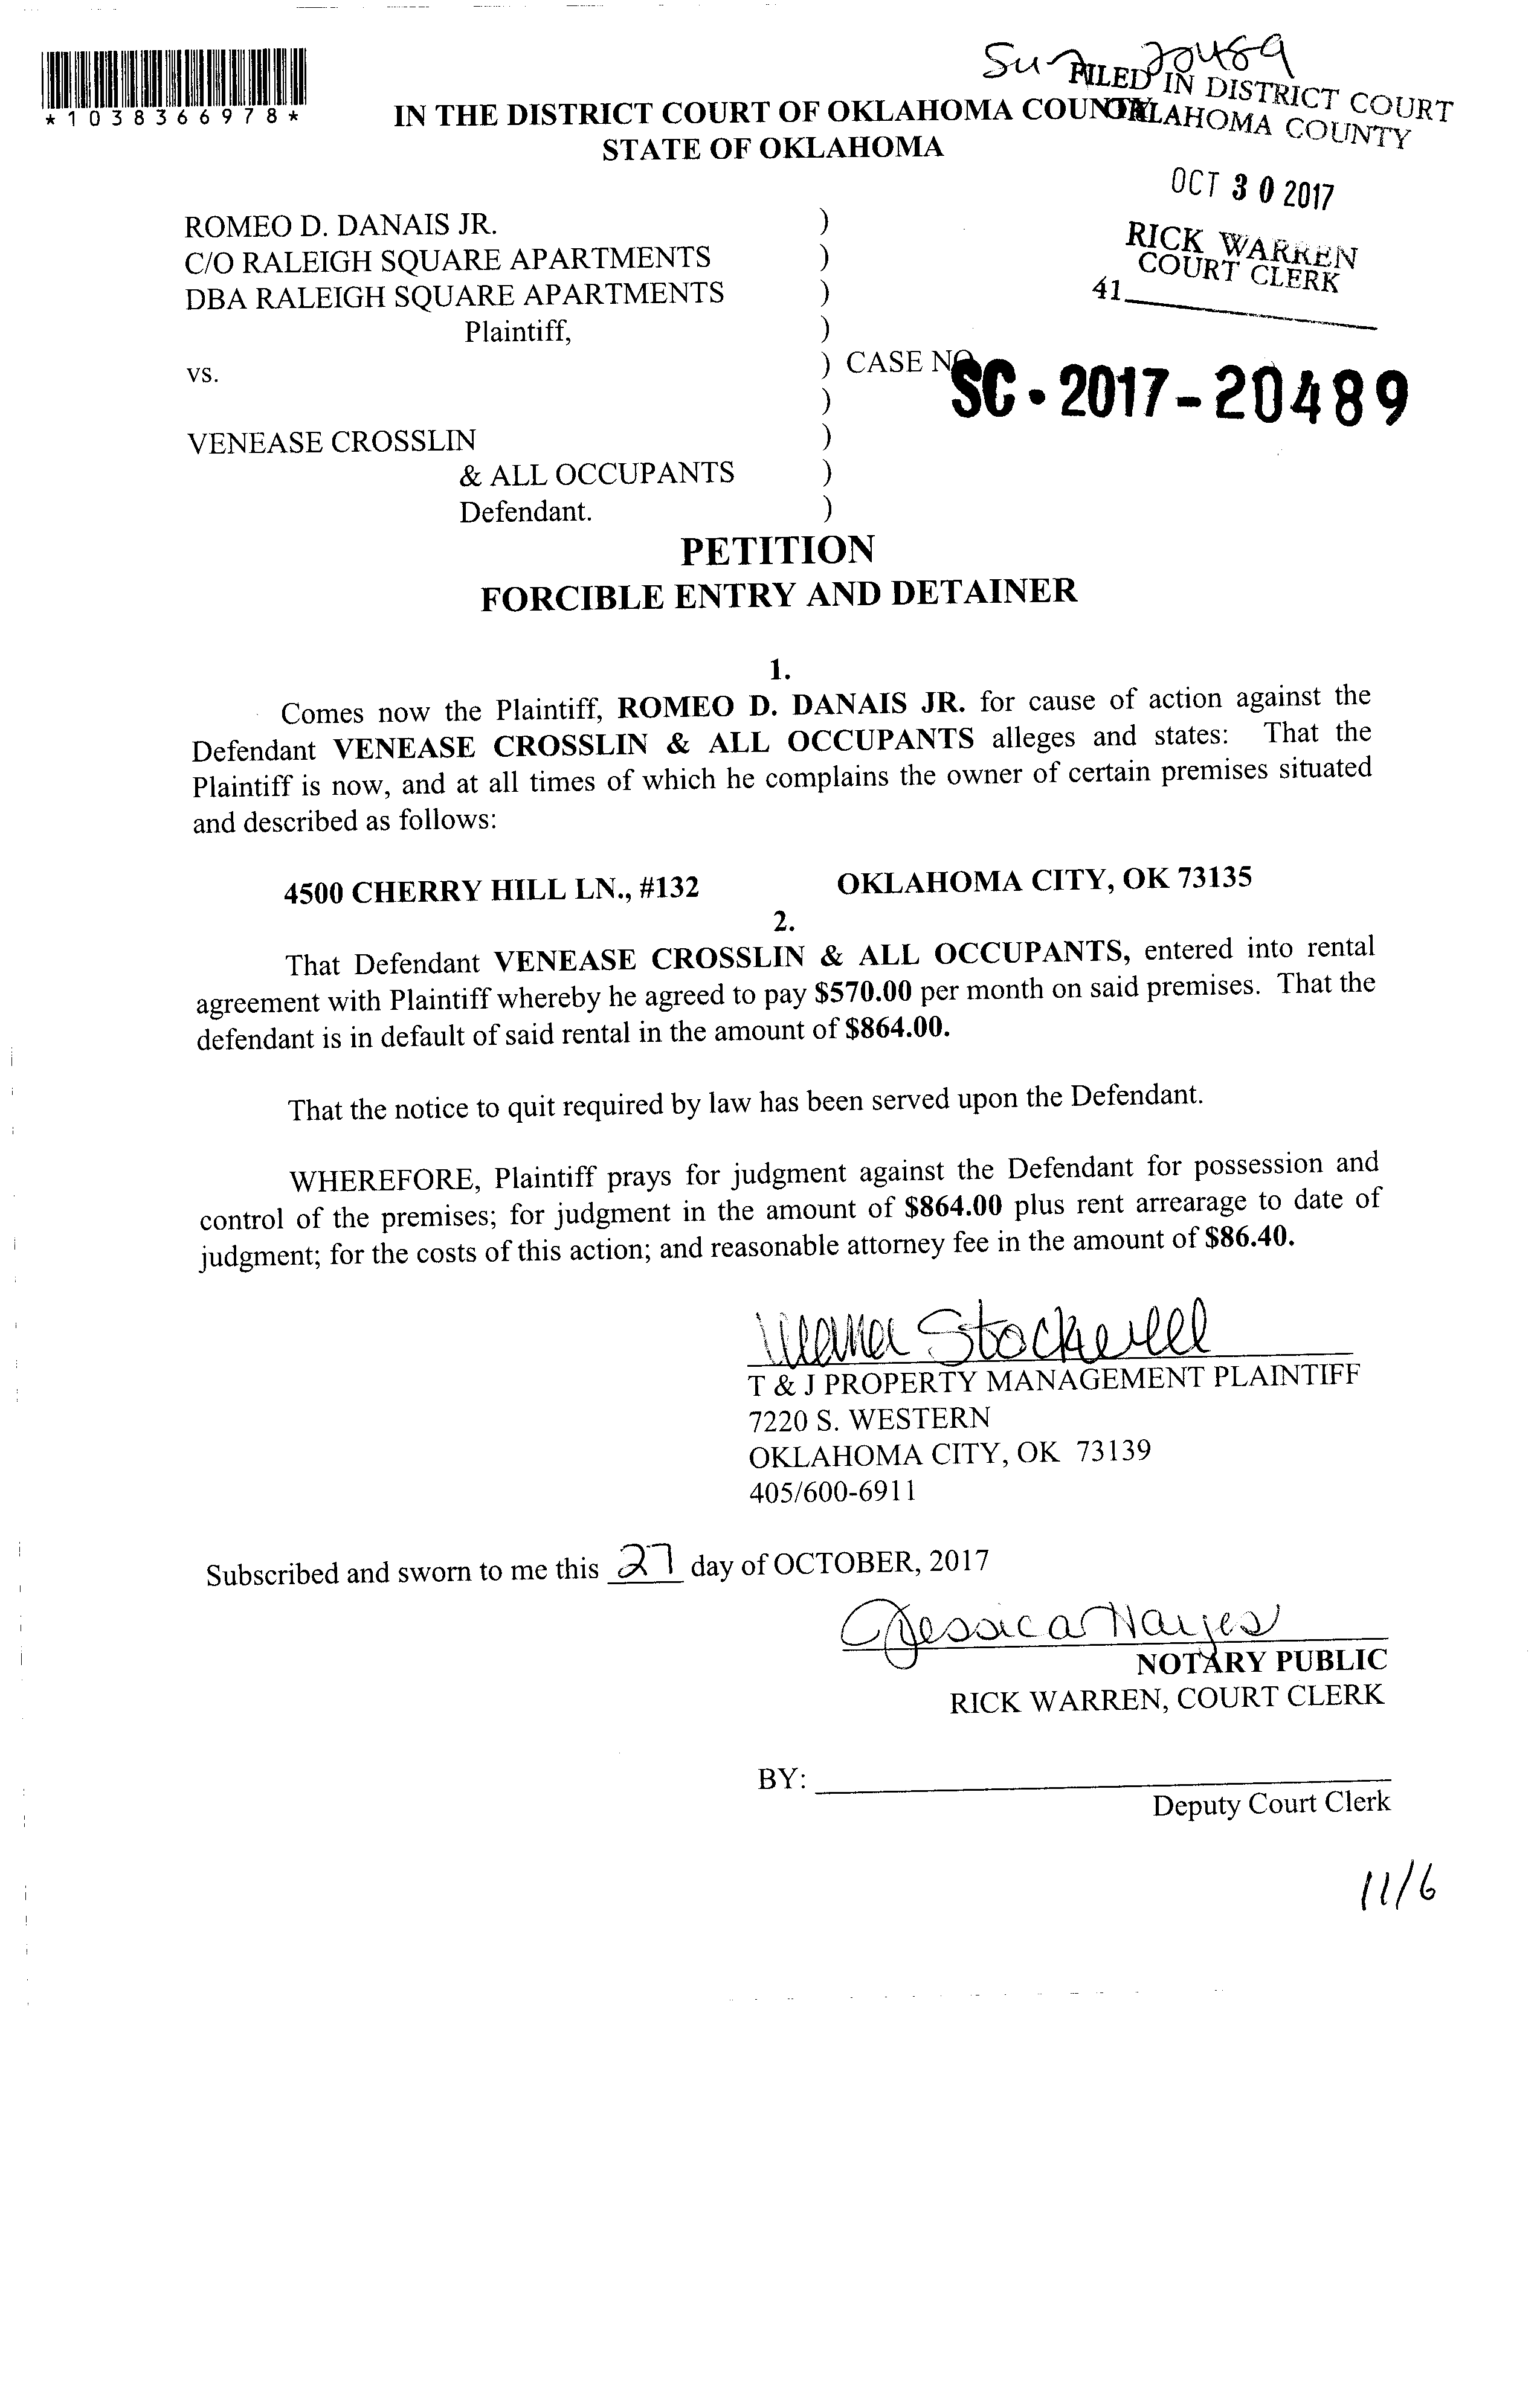 *1038366978*
FILED IN DISTRICT COURT
OKLAHOMA COUNTY
IN THE DISTRICT COURT OF OKLAHOMA COUNTY
STATE OF OKLAHOMA
OCT 30 2017
RICK WARREN
COURT CLERK
41
ROMEO D. DANAIS JR. )
C/O RALEIGH SQUARE APARTMENTS )
DBA RALEIGH SQUARE APARTMENTS )
Plaintiff, )
vs. ) CASE NO
SC-2017-20489
)
VENEASE CROSSLIN )
& ALL OCCUPANTS )
Defendant. )
PETITION
FORCIBLE ENTRY AND DETAINER
1.
Comes now the Plaintiff, ROMEO D. DANAIS JR. for cause of action against the
Defendant VENEASE CROSSLIN & ALL OCCUPANTS alleges and states: That the
Plaintiff is now, and at all times of which he complains the owner of certain premises situated
and described as follows:
4500 CHERRY HILL LN., #132 OKLAHOMA CITY, OK 73135
2.
That Defendant VENEASE CROSSLIN & ALL OCCUPANTS, entered into rental
agreement with Plaintiff whereby he agreed to pay $570.00 per month on said premises. That the
defendant is in default of said rental in the amount of $864.00.
That the notice to quit required by law has been served upon the Defendant.
WHEREFORE, Plaintiff prays for judgment against the Defendant for possession and
control of the premises; for judgment in the amount of $864.00 plus rent arrearage to date of
judgment; for the costs of this action; and reasonable attorney fee in the amount of $86.40.
Stockwell
T & J PROPERTY MANAGEMENT PLAINTIFF
7220 S. WESTERN
OKLAHOMA CITY, OK 73139
405/600-6911
Subscribed and sworn to me this 27 day of OCTOBER, 2017
Jessica Hayes
NOTARY PUBLIC
RICK WARREN, COURT CLERK
BY:
Deputy Court Clerk
11/6